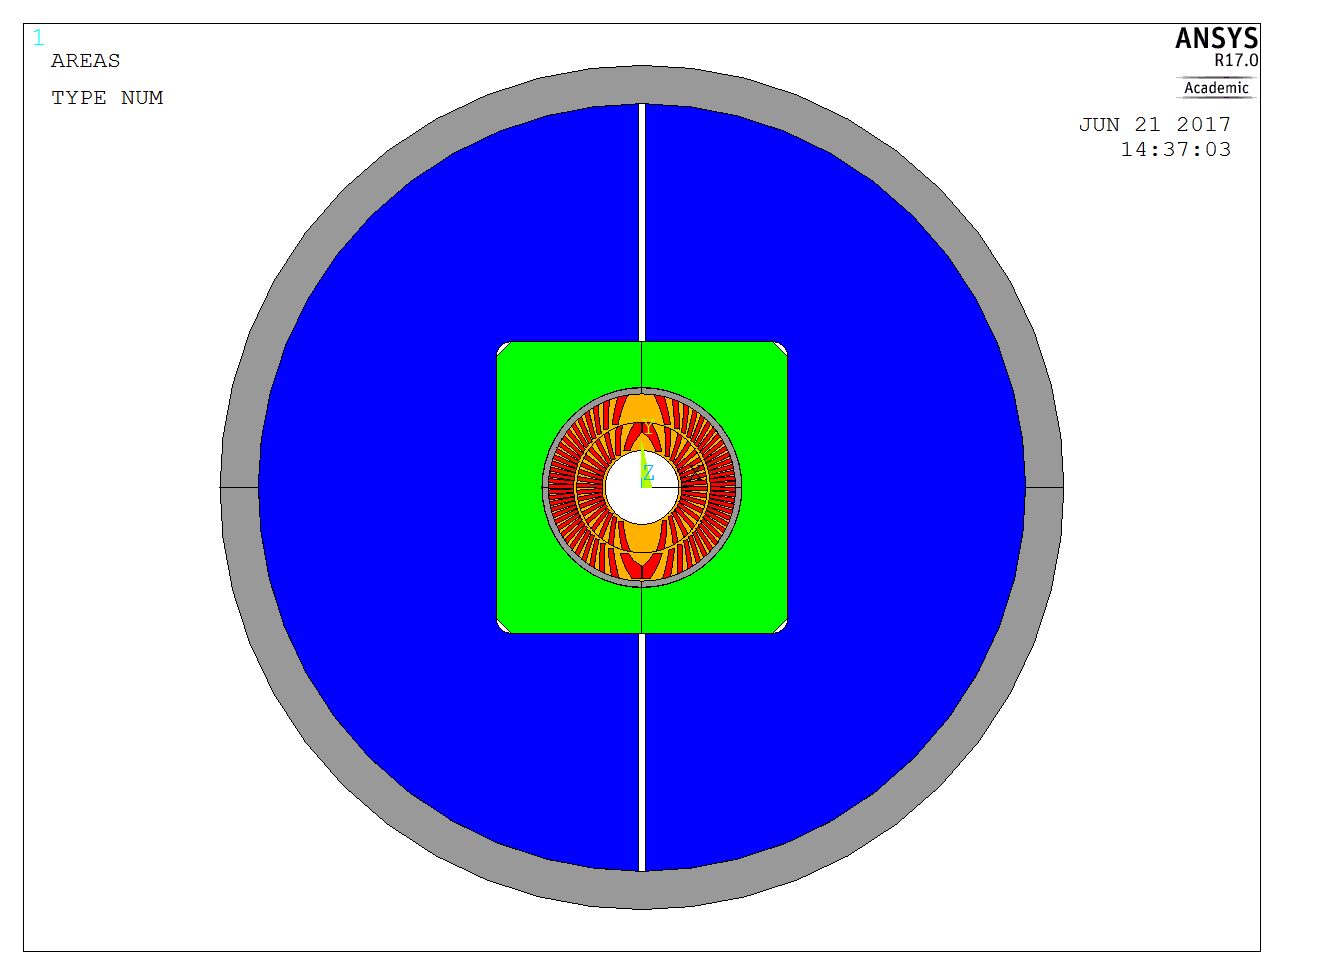 1
AREAS
TYPE NUM
ANSYS
R17.0
Academic
JUN 21 2017
14:37:03
Y
Z